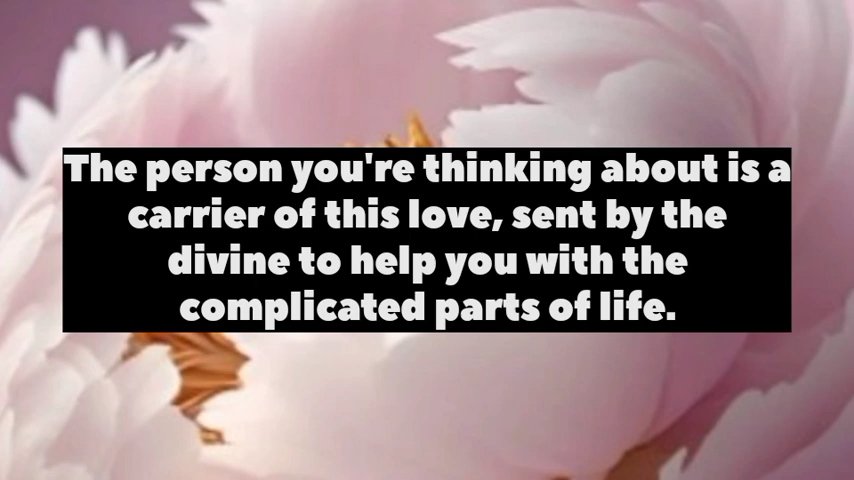 The person you're thinking about is a
carrier of this love, sent by the
divine to help you with the
complicated parts of life.